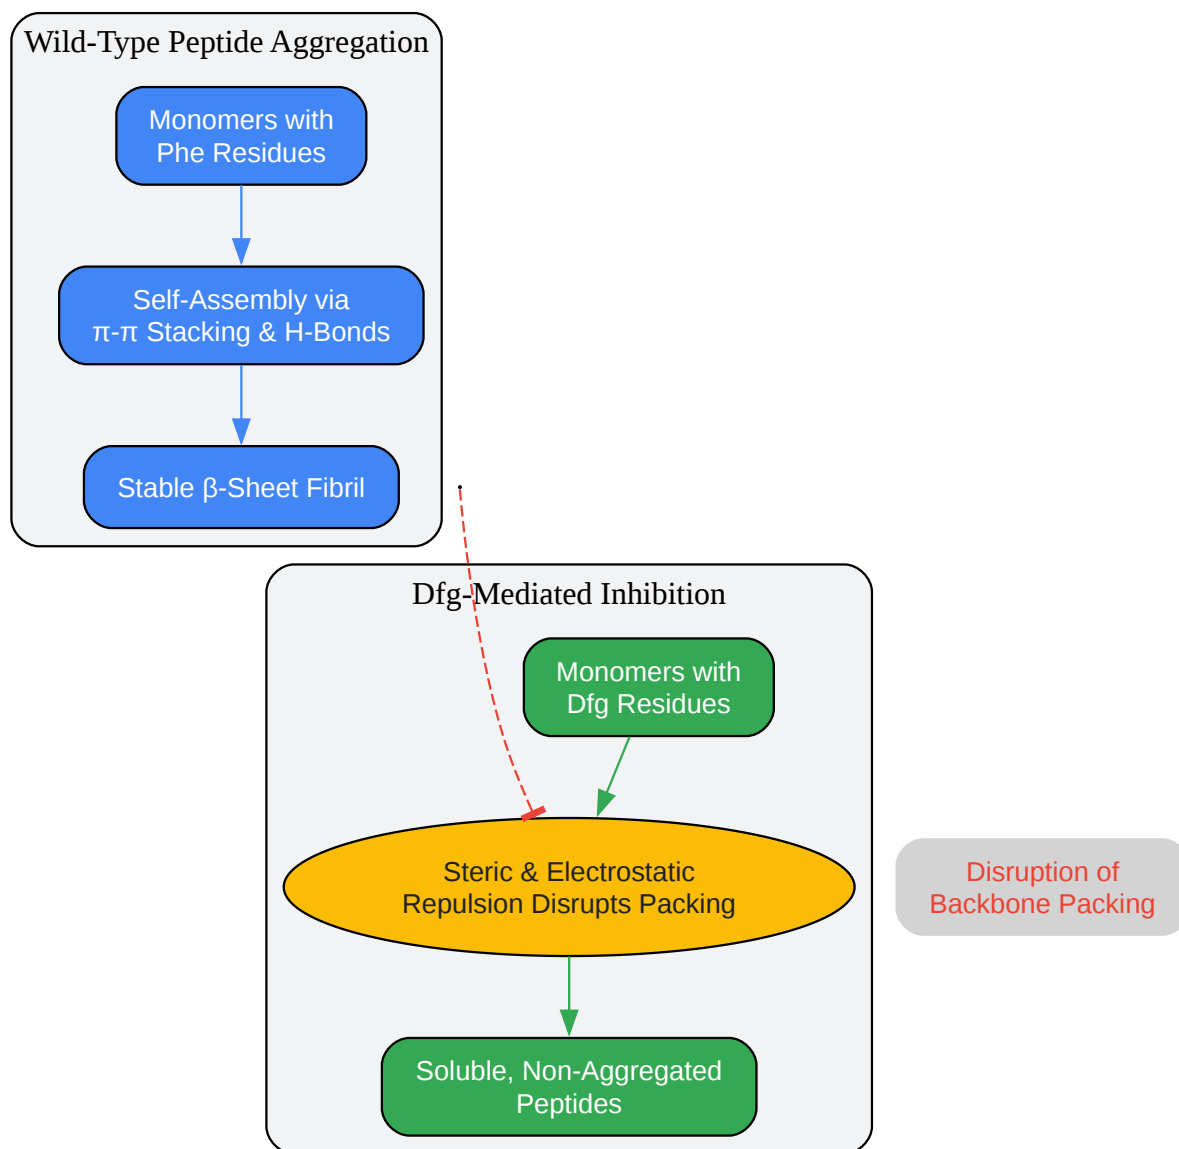 Wild-Type Peptide Aggregation
Monomers with
Phe Residues
Self-Assembly via
π-π Stacking & H-Bonds
Stable β-Sheet Fibril
Dfg-Mediated Inhibition
Monomers with
Dfg Residues
Steric & Electrostatic
Repulsion Disrupts Packing
Disruption of
Backbone Packing
Soluble, Non-Aggregated
Peptides